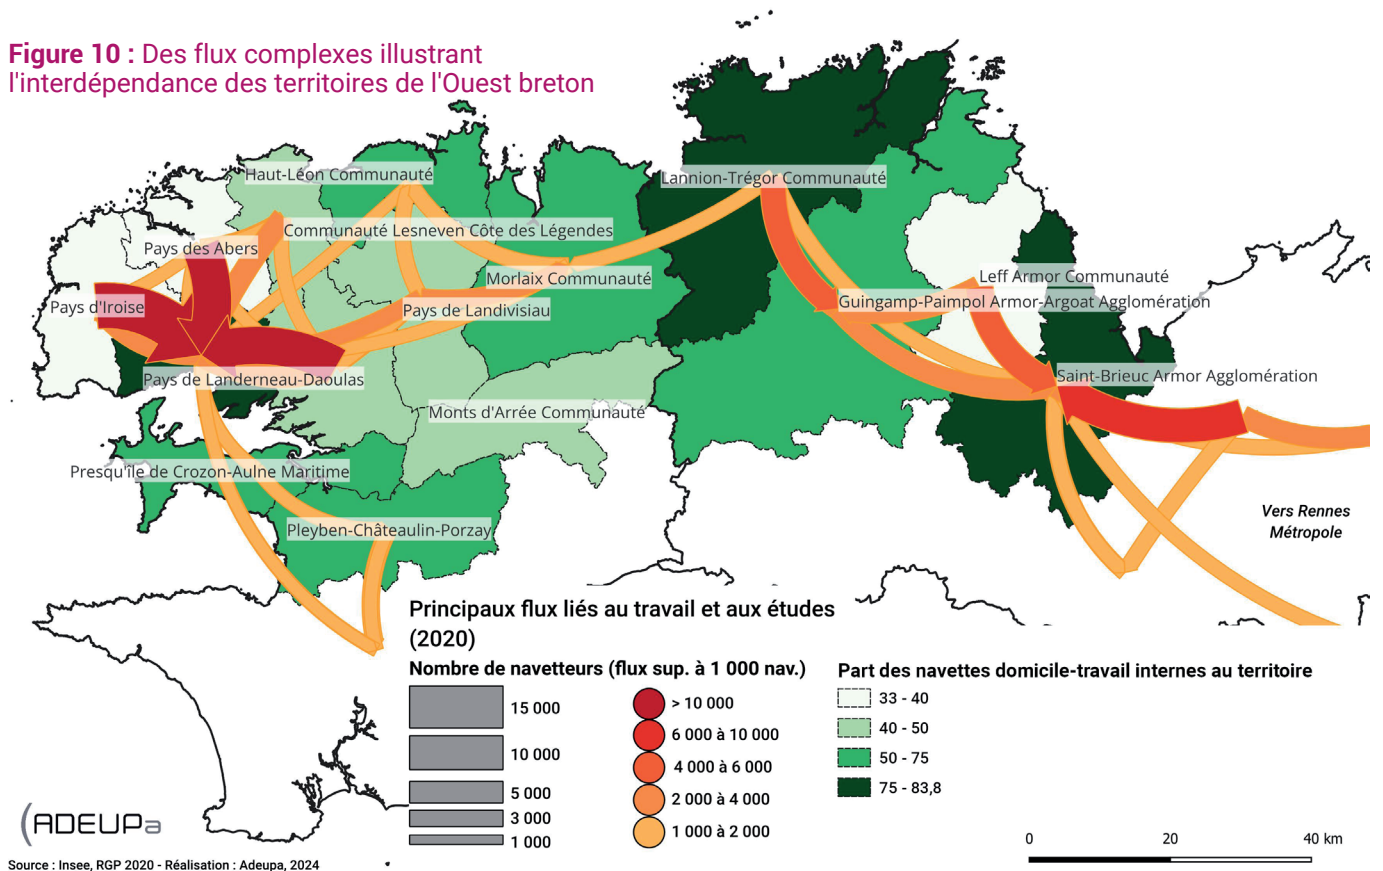 Figure 10 : Des flux complexes illustrant
l'interdépendance des territoires de l'Ouest breton
Haut-Léon Communauté
Lannion-Trégor Communauté
Communauté Lesneven Côte des Légendes
Pays des Abers
Morlaix Communauté
Leff Armor Communauté
Pays d'Iroise
Pays de Landivisiau
Guingamp-Paimpol Armor-Argoat Agglomération
Pays de Landerneau-Daoulas
Saint-Brieuc Armor Agglomération
Monts d'Arrée Communauté
Presqu'île de Crozon-Aulne Maritime
Pleyben-Châteaulin-Porzay
Vers Rennes
Métropole
Principaux flux liés au travail et aux études
(2020)
Nombre de navetteurs (flux sup. à 1 000 nav.)
15 000
10 000
5 000
3 000
1 000
> 10 000
6 000 à 10 000
4 000 à 6 000
2 000 à 4 000
1 000 à 2 000
Part des navettes domicile-travail internes au territoire
33 - 40
40 - 50
50 - 75
75 - 83,8
0 20 40 km
ADEUPa
Source : Insee, RGP 2020 - Réalisation : Adeupa, 2024